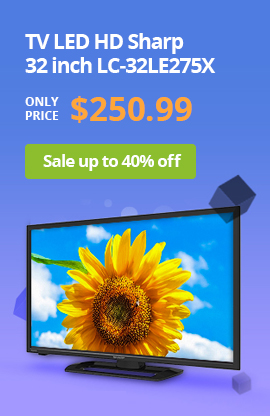 TV LED HD Sharp
32 inch LC-32LE275X
ONLY
PRICE $250.99
Sale up to 40% off